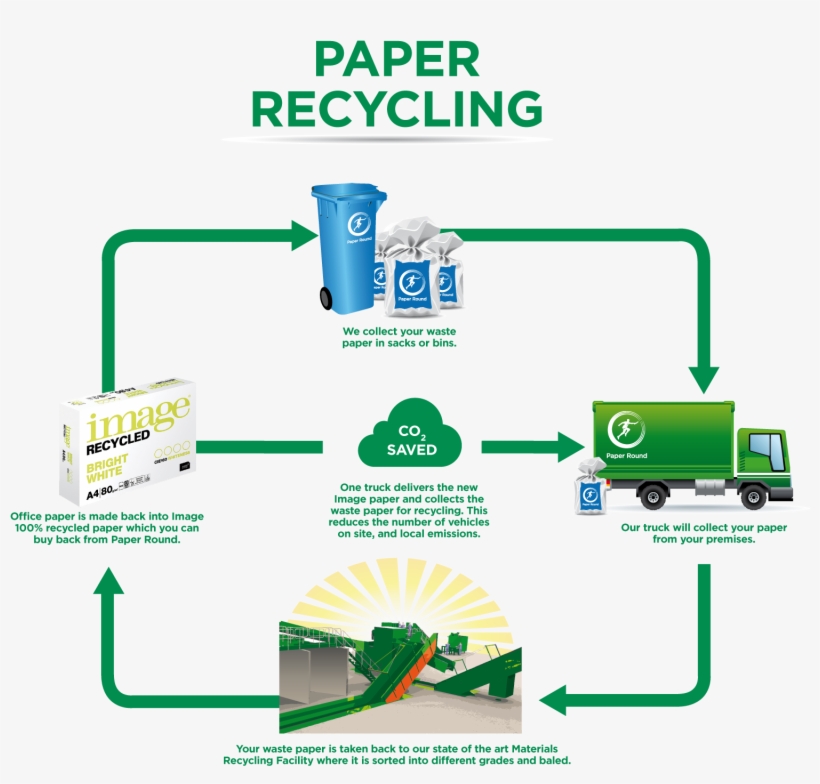 PAPER
RECYCLING
Paper Round
Paper Round
We collect your waste
paper in sacks or bins.
image
RECYCLED
BRIGHT
WHITE
A4 80
CO2
SAVED
Paper Round
Office paper is made back into Image
100% recycled paper which you can
buy back from Paper Round.
One truck delivers the new
Image paper and collects the
waste paper for recycling. This
reduces the number of vehicles
on site, and local emissions.
Our truck will collect your paper
from your premises.
Your waste paper is taken back to our state of the art Materials
Recycling Facility where it is sorted into different grades and baled.